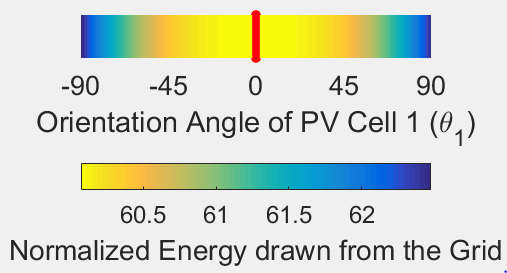 -90 -45 0 45 90
Orientation Angle of PV Cell 1 (θ₁)
60.5 61 61.5 62
Normalized Energy drawn from the Grid